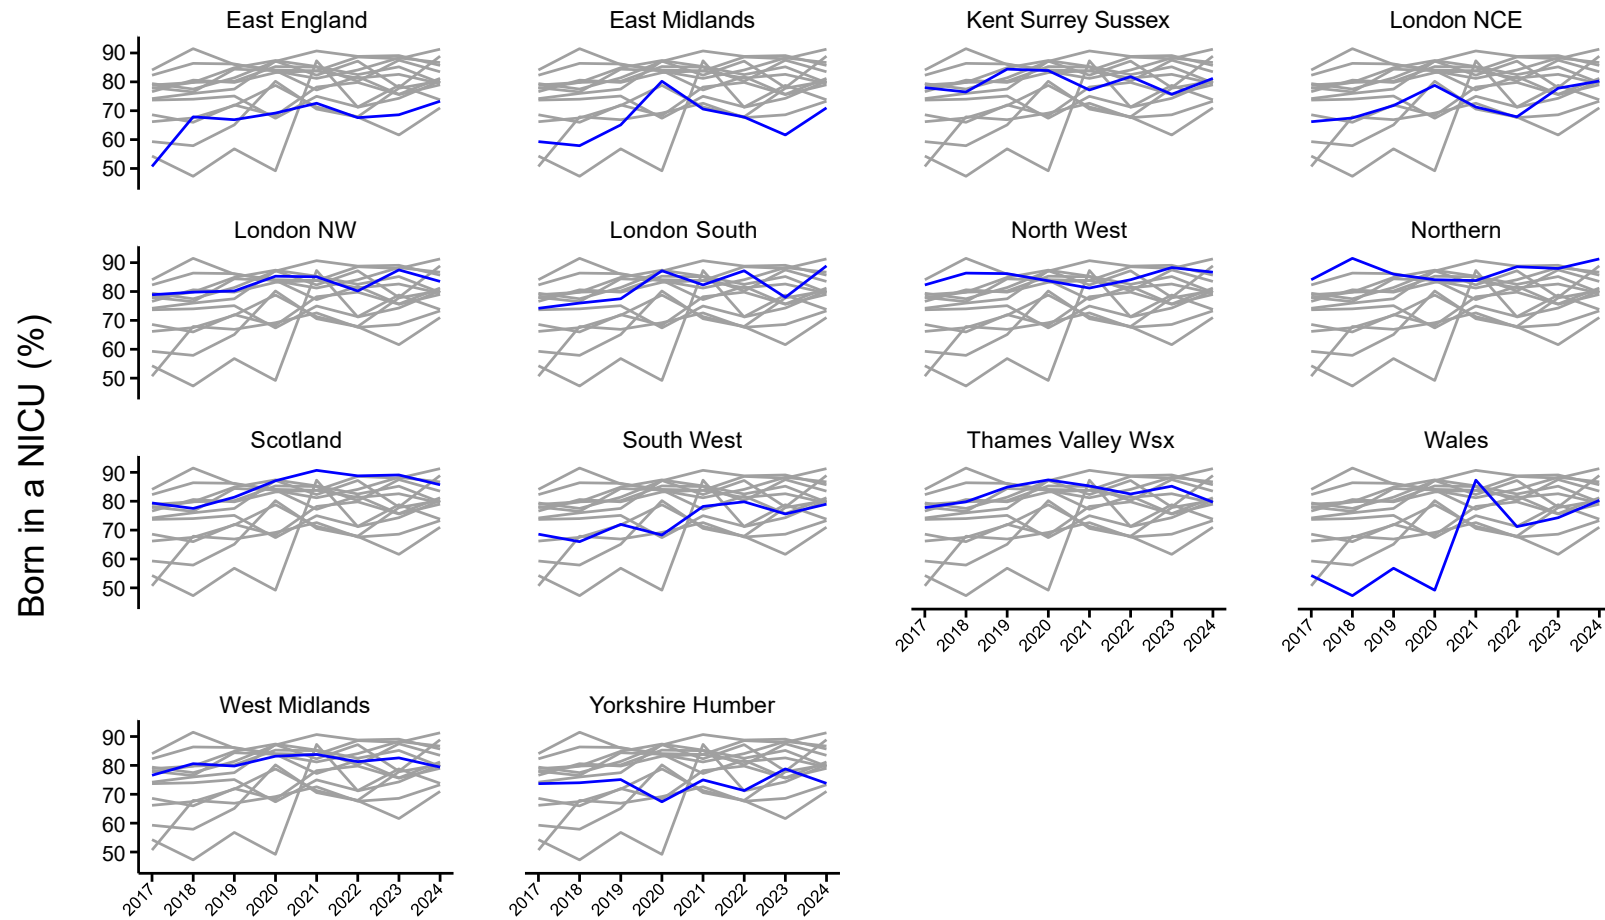 East England East Midlands Kent Surrey Sussex London NCE
90
80
70
60
50
London NW London South North West Northern
90
80
70
60
50
Born in a NICU (%)
Scotland South West Thames Valley Wsx Wales
90
80
70
60
50
2017 2018 2019 2020 2021 2022 2023 2024 2017 2018 2019 2020 2021 2022 2023 2024
West Midlands Yorkshire Humber
90
80
70
60
50
2017 2018 2019 2020 2021 2022 2023 2024 2017 2018 2019 2020 2021 2022 2023 2024